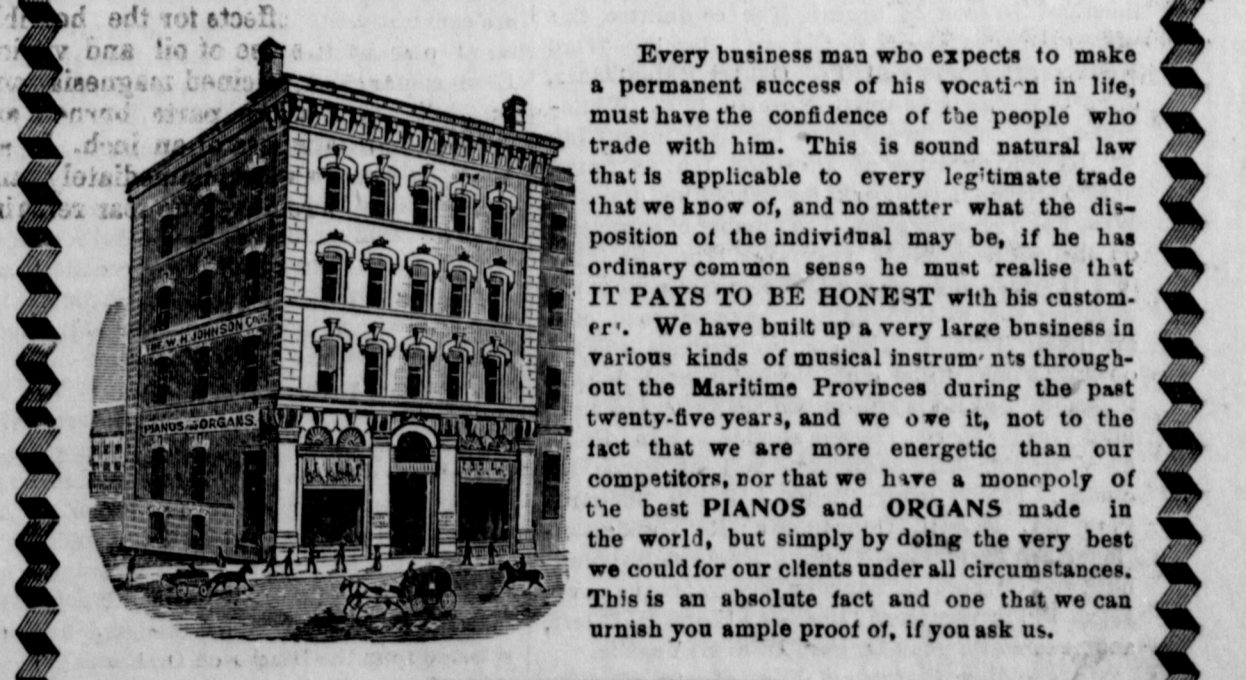 THE W. H. JOHNSON
PIANOS AND ORGANS.
Every business man who expects to make
a permanent success of his vocation in life,
must have the confidence of the people who
trade with him. This is sound natural law
that is applicable to every legitimate trade
that we know of, and no matter what the dis-
position of the individual may be, if he has
ordinary common sense he must realise that
IT PAYS TO BE HONEST with his custom-
ers. We have built up a very large business in
various kinds of musical instruments through-
out the Maritime Provinces during the past
twenty-five years, and we owe it, not to the
fact that we are more energetic than our
competitors, nor that we have a monopoly of
the best PIANOS and ORGANS made in
the world, but simply by doing the very best
we could for our clients under all circumstances.
This is an absolute fact and one that we can
urnish you ample proof of, if you ask us.